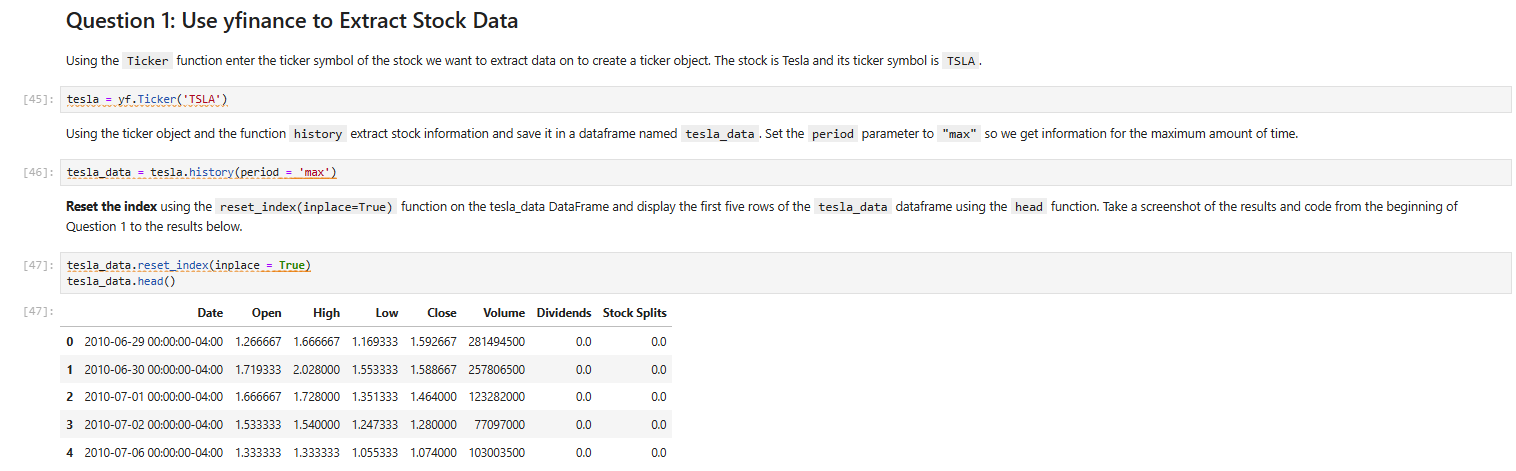 Question 1: Use yfinance to Extract Stock Data
Using the Ticker function enter the ticker symbol of the stock we want to extract data on to create a ticker object. The stock is Tesla and its ticker symbol is TSLA .
[45]: tesla = yf.Ticker('TSLA')
Using the ticker object and the function history extract stock information and save it in a dataframe named tesla_data . Set the period parameter to "max" so we get information for the maximum amount of time.
[46]: tesla_data = tesla.history(period = 'max')
Reset the index using the reset_index(inplace=True) function on the tesla_data DataFrame and display the first five rows of the tesla_data dataframe using the head function. Take a screenshot of the results and code from the beginning of
Question 1 to the results below.
[47]: tesla_data.reset_index(inplace = True)
tesla_data.head()
[47]: Date Open High Low Close Volume Dividends Stock Splits
0 2010-06-29 00:00:00-04:00 1.266667 1.666667 1.169333 1.592667 281494500 0.0 0.0
1 2010-06-30 00:00:00-04:00 1.719333 2.028000 1.553333 1.588667 257806500 0.0 0.0
2 2010-07-01 00:00:00-04:00 1.666667 1.728000 1.351333 1.464000 123282000 0.0 0.0
3 2010-07-02 00:00:00-04:00 1.533333 1.540000 1.247333 1.280000 77097000 0.0 0.0
4 2010-07-06 00:00:00-04:00 1.333333 1.333333 1.055333 1.074000 103003500 0.0 0.0